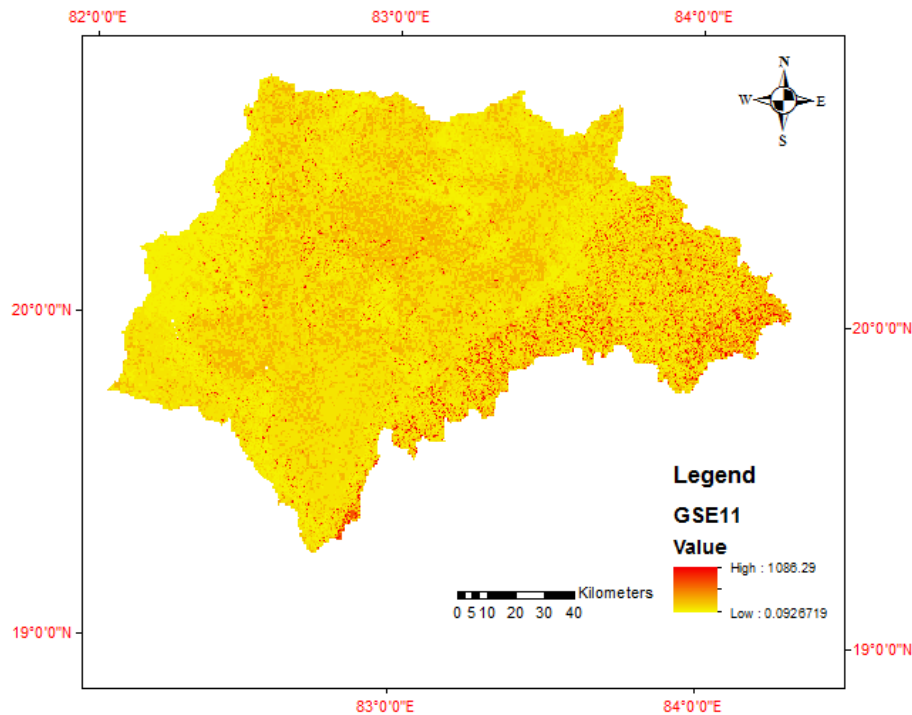 82°0'0"E 83°0'0"E 84°0'0"E
N
W E
S
20°0'0"N 20°0'0"N
Legend
GSE11
Value
High : 1086.29
Low : 0.0926719
Kilometers
0 5 10 20 30 40
19°0'0"N 19°0'0"N
83°0'0"E 84°0'0"E